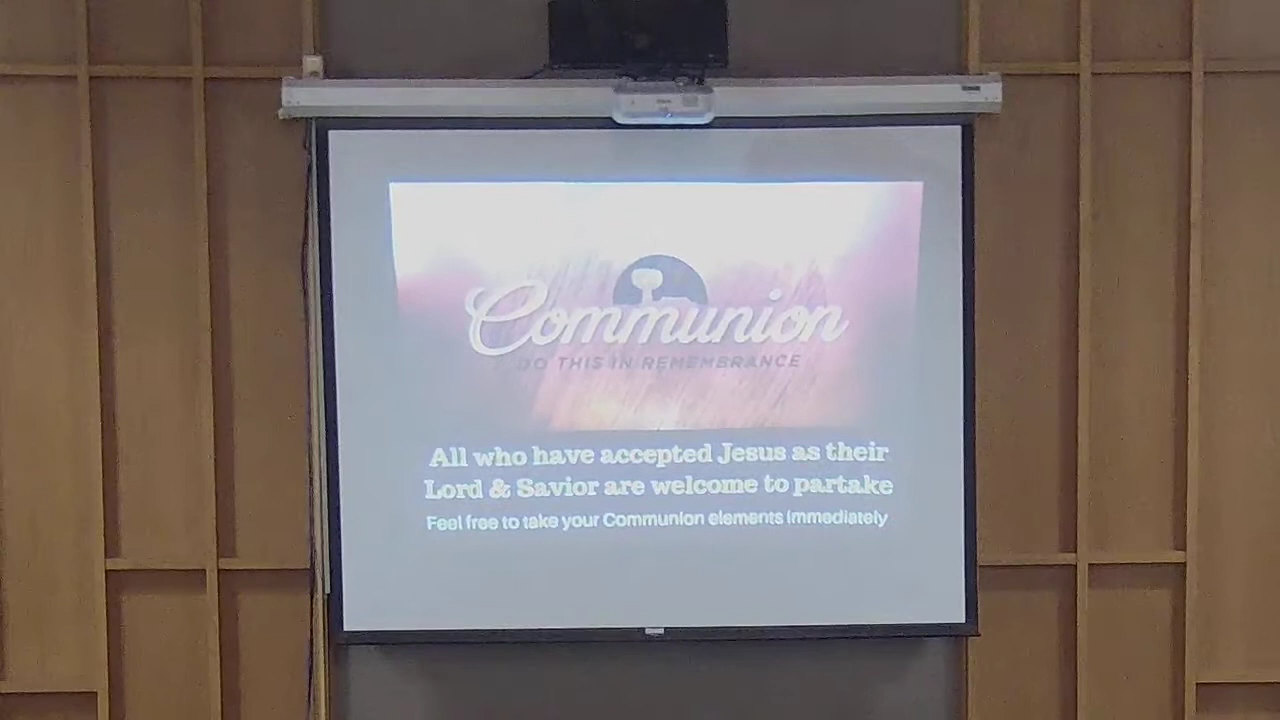 Communion
DO THIS IN REMEMBRANCE
All who have accepted Jesus as their
Lord & Savior are welcome to partake
Feel free to take your Communion elements immediately